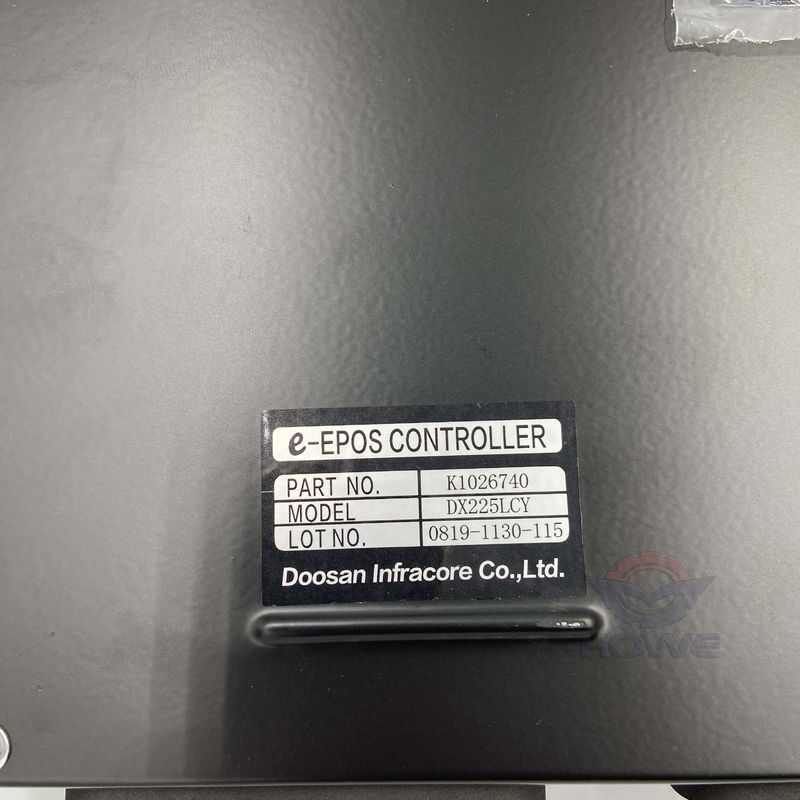 e-EPOS CONTROLLER
PART NO. K1026740
MODEL DX225LCY
LOT NO. 0819-1130-115
Doosan Infracore Co.,Ltd.
HOWE